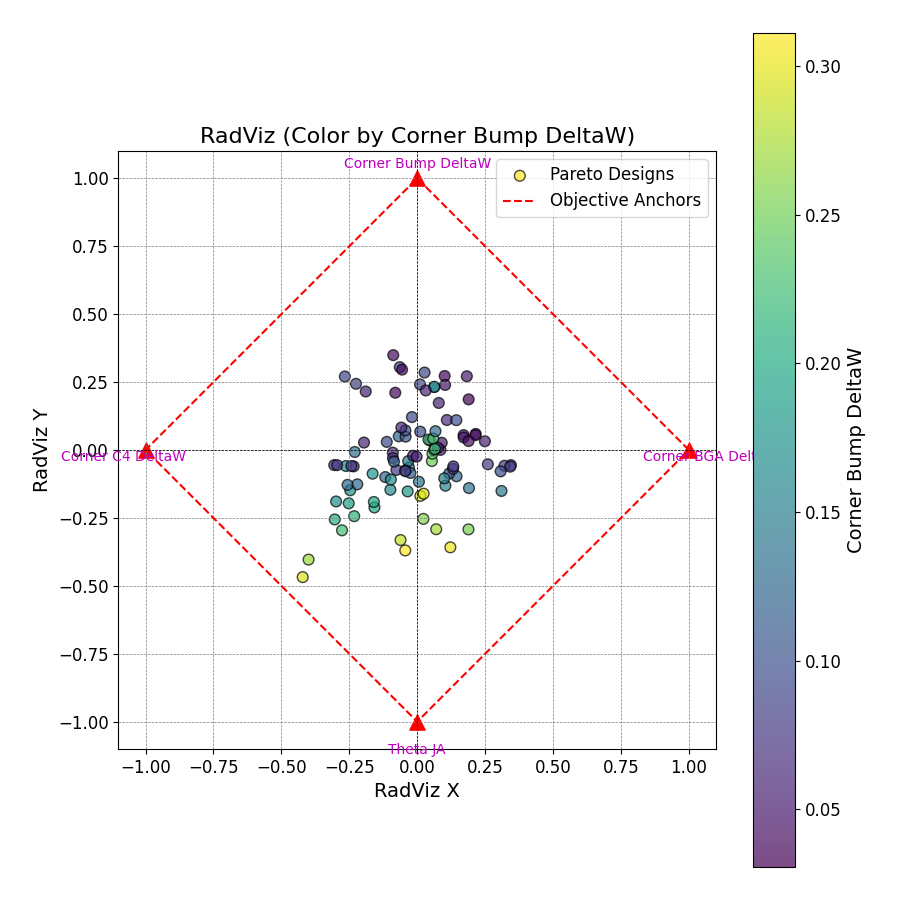 RadViz (Color by Corner Bump DeltaW)
Corner Bump DeltaW
Pareto Designs
Objective Anchors
1.00
0.75
0.50
0.25
0.00
−0.25
−0.50
−0.75
−1.00
Corner C4 DeltaW
Corner BGA Delt
Theta JA
−1.00 −0.75 −0.50 −0.25 0.00 0.25 0.50 0.75 1.00
RadViz X
RadViz Y
0.30
0.25
0.20
0.15
0.10
0.05
Corner Bump DeltaW